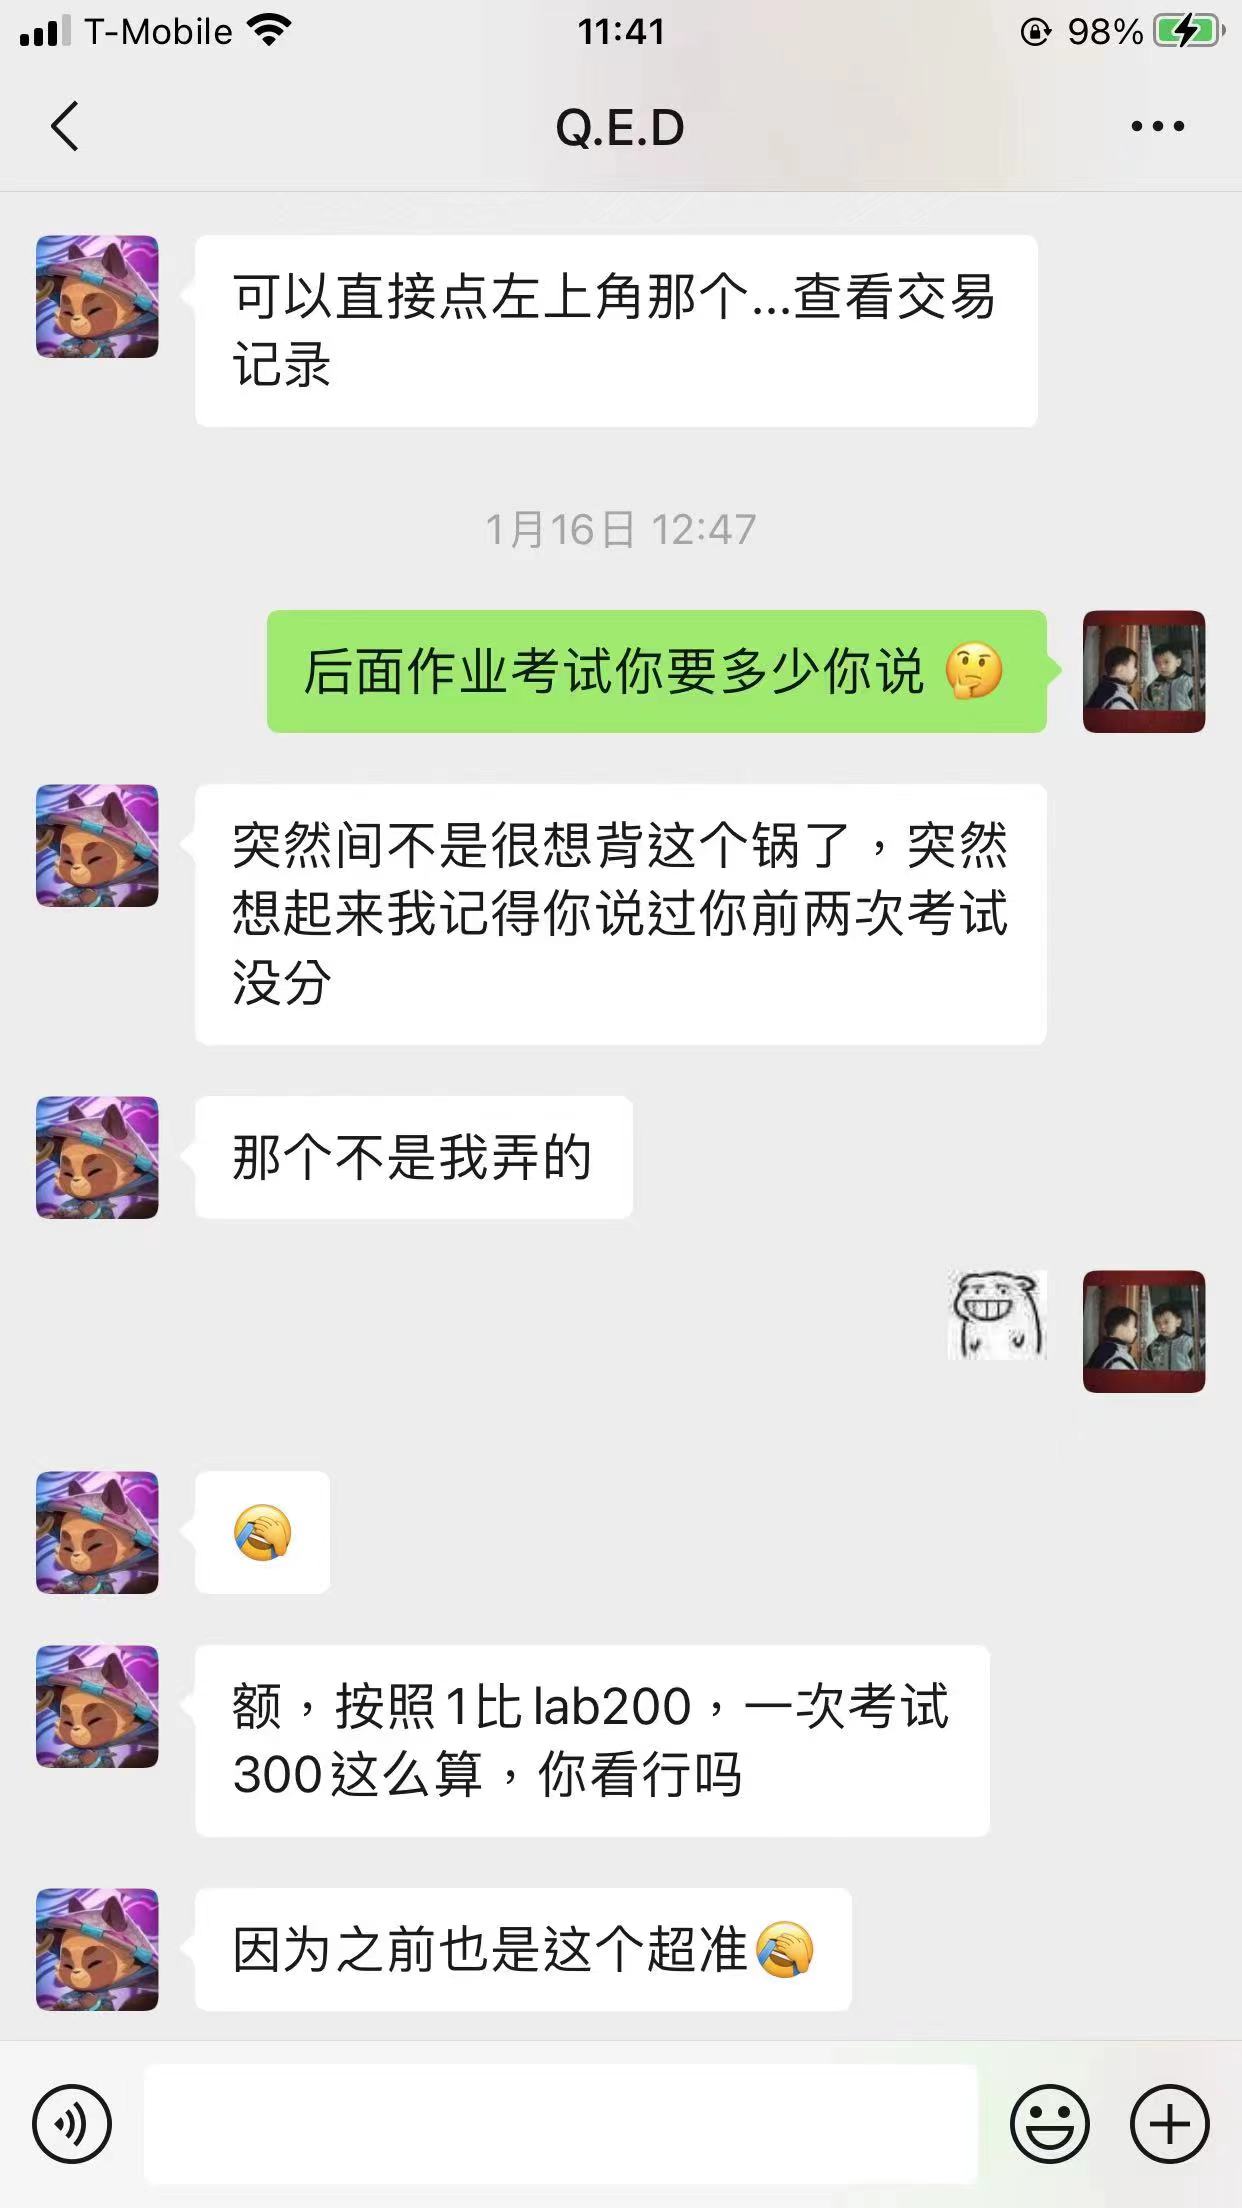 T-Mobile 11:41 98%
Q.E.D
可以直接点左上角那个...查看交易
记录
1月16日 12:47
后面作业考试你要多少你说🤔
突然间不是很想背这个锅了，突然
想起来我记得你说过你前两次考试
没分
那个不是我弄的
额，按照1比lab200，一次考试
300这么算，你看行吗
因为之前也是这个超准